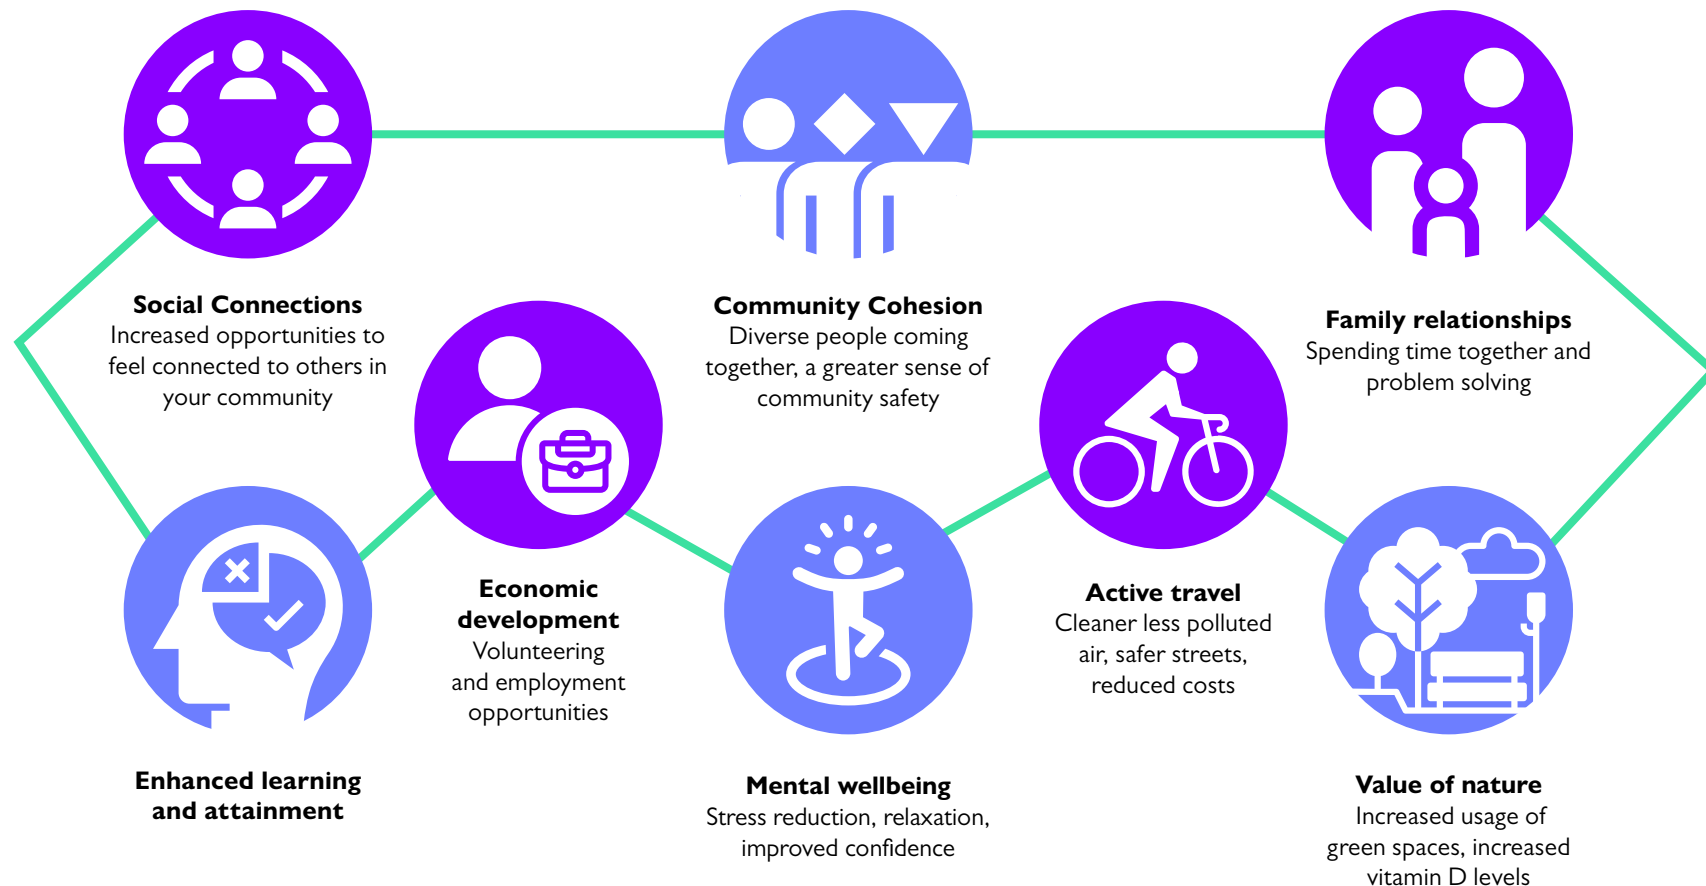 Social Connections
Increased opportunities to
feel connected to others in
your community
Community Cohesion
Diverse people coming
together, a greater sense of
community safety
Family relationships
Spending time together and
problem solving
Economic
development
Volunteering
and employment
opportunities
Active travel
Cleaner less polluted
air, safer streets,
reduced costs
Enhanced learning
and attainment
Mental wellbeing
Stress reduction, relaxation,
improved confidence
Value of nature
Increased usage of
green spaces, increased
vitamin D levels